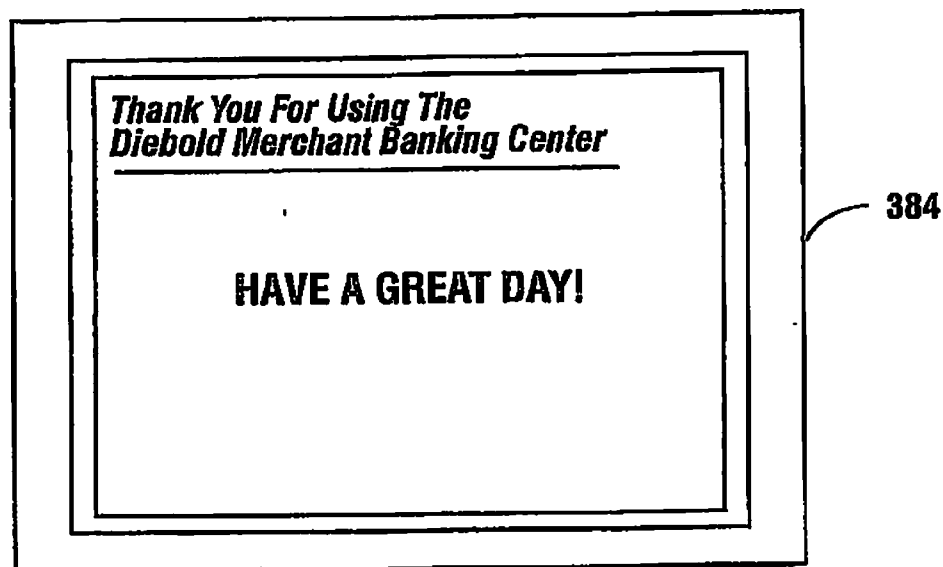 Thank You For Using The
Diebold Merchant Banking Center
HAVE A GREAT DAY!
384